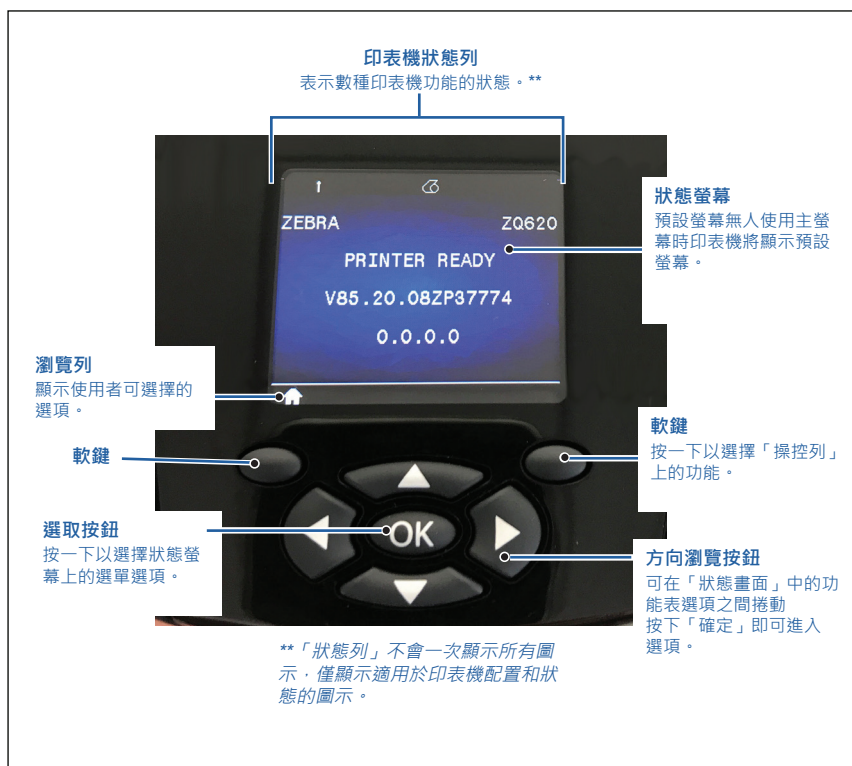 印表機狀態列
表示數種印表機功能的狀態。**
ZEBRA ZQ620
PRINTER READY
V85.20.08ZP37774
0.0.0.0
狀態螢幕
預設螢幕無人使用主螢
幕時印表機將顯示預設
螢幕。
瀏覽列
顯示使用者可選擇的
選項。
軟鍵
軟鍵
按一下以選擇「操控列」
上的功能。
選取按鈕
按一下以選擇狀態螢
幕上的選單選項。
OK
方向瀏覽按鈕
可在「狀態畫面」中的功
能表選項之間捲動
按下「確定」即可進入
選項。
**「狀態列」不會一次顯示所有圖
示，僅顯示適用於印表機配置和狀
態的圖示。